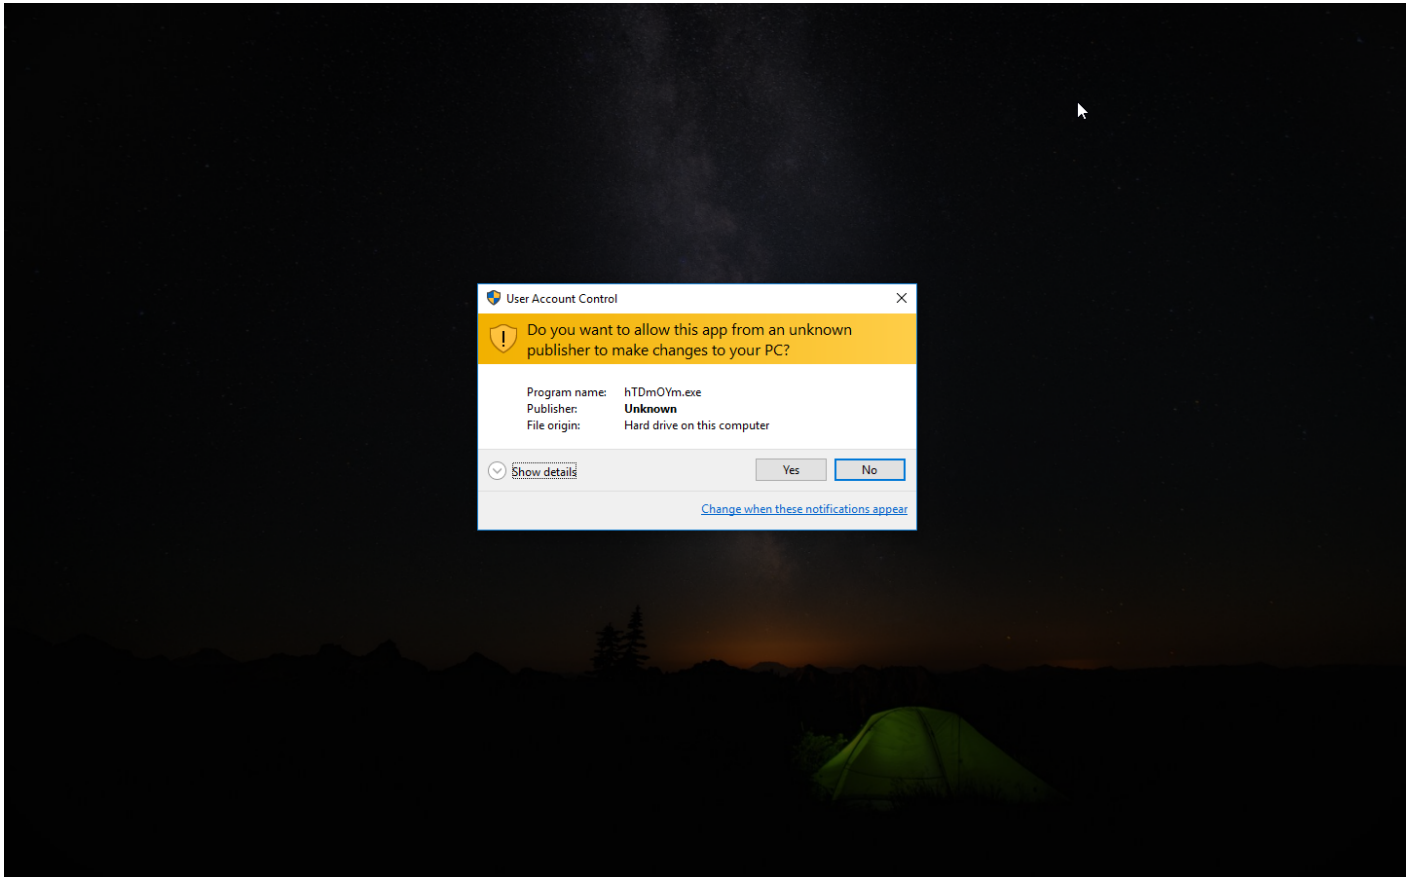 User Account Control
Do you want to allow this app from an unknown
publisher to make changes to your PC?
Program name: hTDmOYm.exe
Publisher: Unknown
File origin: Hard drive on this computer
Show details
Yes
No
Change when these notifications appear